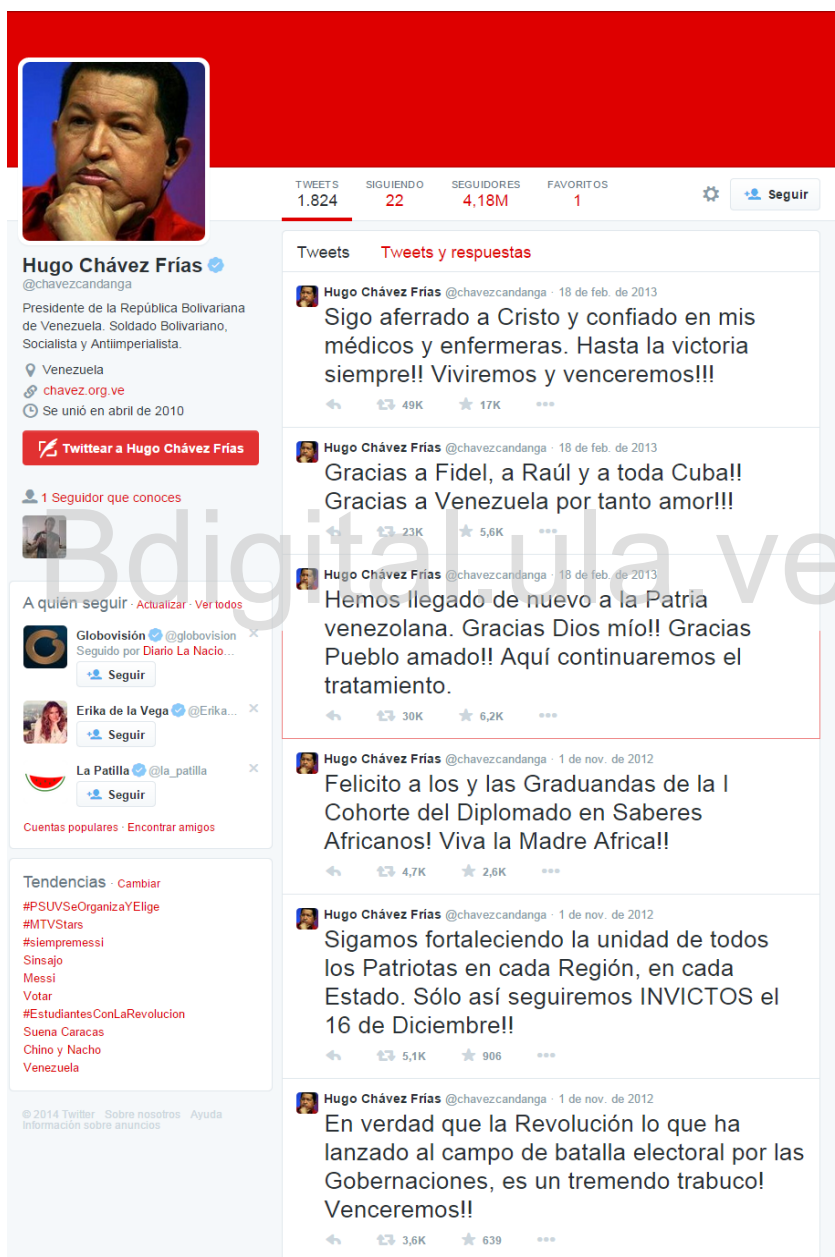 TWEETS SIGUIENDO SEGUIDORES FAVORITOS
1.824 22 4,18M 1
Seguir
Hugo Chávez Frías
@chavezcandanga
Presidente de la República Bolivariana
de Venezuela. Soldado Bolivariano,
Socialista y Antiimperialista.
Venezuela
chavez.org.ve
Se unió en abril de 2010
Twittear a Hugo Chávez Frías
1 Seguidor que conoces
A quién seguir · Actualizar · Ver todos
Globovisión @globovision
Seguido por Diario La Nacio...
Seguir
Erika de la Vega @Erika...
Seguir
La Patilla @la_patilla
Seguir
Cuentas populares · Encontrar amigos
Tendencias · Cambiar
#PSUVSeOrganizaYElige
#MTVStars
#siempremessi
Sinsajo
Messi
Votar
#EstudiantesConLaRevolucion
Suena Caracas
Chino y Nacho
Venezuela
© 2014 Twitter Sobre nosotros Ayuda
Información sobre anuncios
Tweets Tweets y respuestas
Hugo Chávez Frías @chavezcandanga · 18 de feb. de 2013
Sigo aferrado a Cristo y confiado en mis
médicos y enfermeras. Hasta la victoria
siempre!! Viviremos y venceremos!!!
49K 17K
Hugo Chávez Frías @chavezcandanga · 18 de feb. de 2013
Gracias a Fidel, a Raúl y a toda Cuba!!
Gracias a Venezuela por tanto amor!!!
23K 5,6K
Hugo Chávez Frías @chavezcandanga · 18 de feb. de 2013
Hemos llegado de nuevo a la Patria
venezolana. Gracias Dios mío!! Gracias
Pueblo amado!! Aquí continuaremos el
tratamiento.
30K 6,2K
Hugo Chávez Frías @chavezcandanga · 1 de nov. de 2012
Felicito a los y las Graduandas de la I
Cohorte del Diplomado en Saberes
Africanos! Viva la Madre Africa!!
4,7K 2,6K
Hugo Chávez Frías @chavezcandanga · 1 de nov. de 2012
Sigamos fortaleciendo la unidad de todos
los Patriotas en cada Región, en cada
Estado. Sólo así seguiremos INVICTOS el
16 de Diciembre!!
5,1K 906
Hugo Chávez Frías @chavezcandanga · 1 de nov. de 2012
En verdad que la Revolución lo que ha
lanzado al campo de batalla electoral por las
Gobernaciones, es un tremendo trabuco!
Venceremos!!
3,6K 639
Bdigital.ula.ve